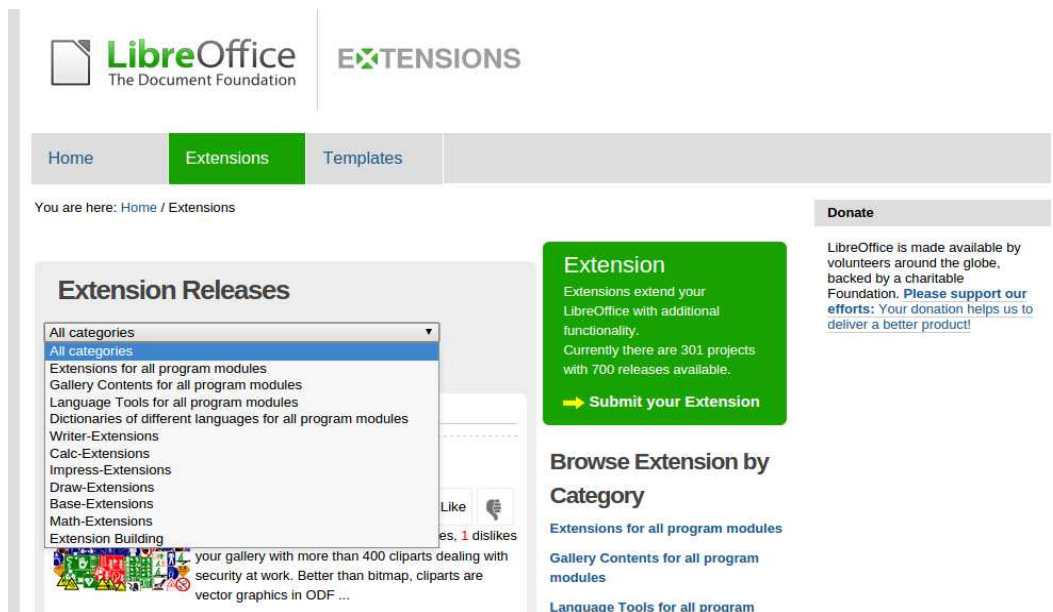 LibreOffice
The Document Foundation
EXTENSIONS
Home
Extensions
Templates
You are here: Home / Extensions
Extension Releases
All categories
All categories
Extensions for all program modules
Gallery Contents for all program modules
Language Tools for all program modules
Dictionaries of different languages for all program modules
Writer-Extensions
Calc-Extensions
Impress-Extensions
Draw-Extensions
Base-Extensions
Math-Extensions
Extension Building
Like
es, 1 dislikes
your gallery with more than 400 cliparts dealing with
security at work. Better than bitmap, cliparts are
vector graphics in ODF ...
Extension
Extensions extend your
LibreOffice with additional
functionality.
Currently there are 301 projects
with 700 releases available.
Submit your Extension
Browse Extension by
Category
Extensions for all program modules
Gallery Contents for all program
modules
Language Tools for all program
Donate
LibreOffice is made available by
volunteers around the globe,
backed by a charitable
Foundation. Please support our
efforts: Your donation helps us to
deliver a better product!